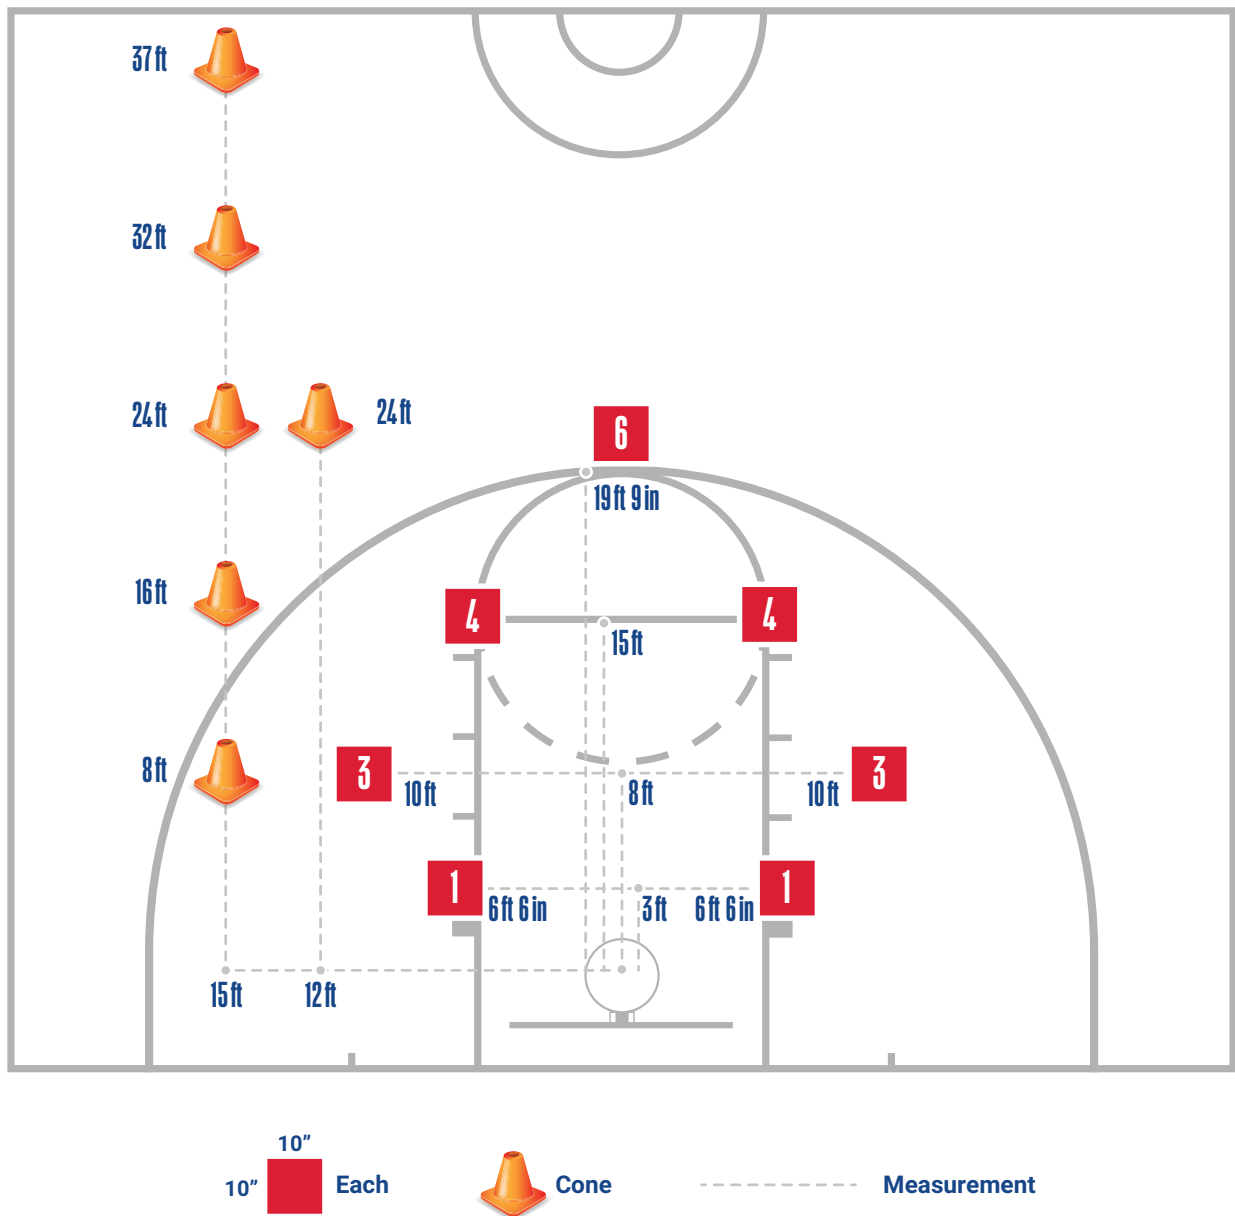 37 ft
32 ft
24 ft
24 ft
6
19 ft 9 in
16 ft
4
4
15 ft
8 ft
3
10 ft
8 ft
10 ft
3
1
6 ft 6 in
3 ft
6 ft 6 in
1
15 ft
12 ft
10”
10”
Each
Cone
Measurement